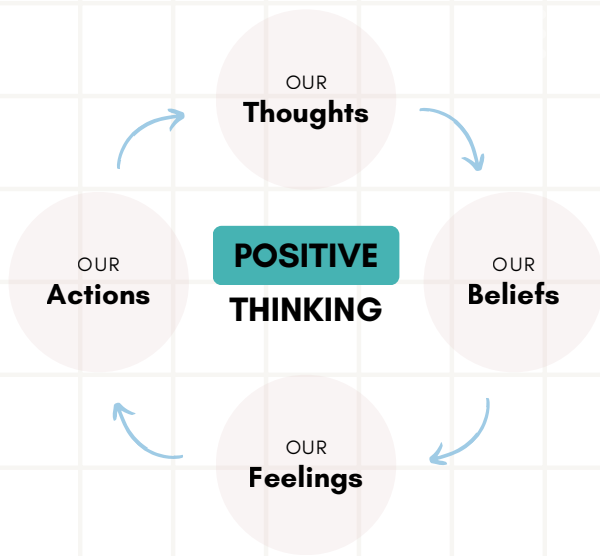 OUR
Thoughts
OUR
Actions
POSITIVE
THINKING
OUR
Beliefs
OUR
Feelings